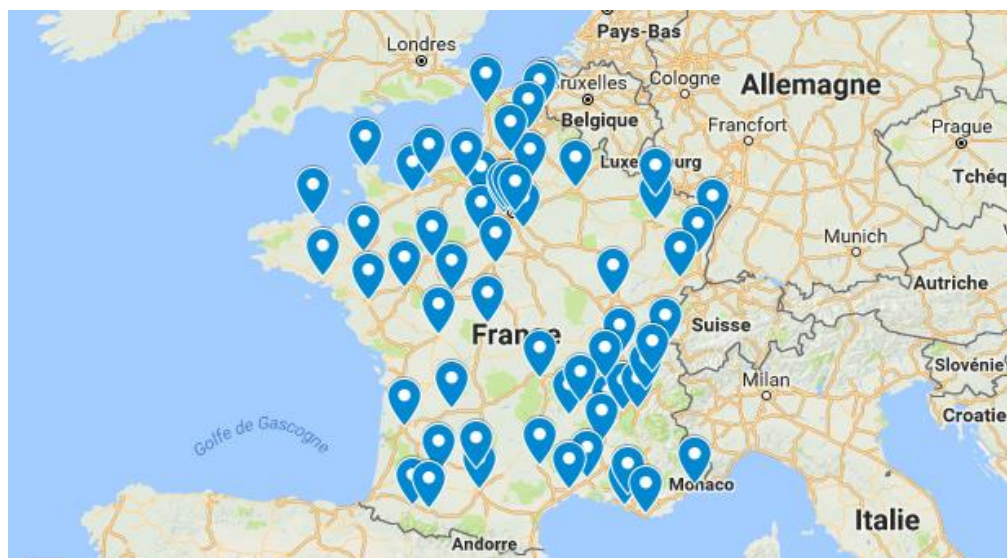 Londres
Pays-Bas
Bruxelles
Cologne
Allemagne
Belgique
Francfort
Prague
Luxembourg
Tchéq
Munich
Autriche
Suisse
France
Slovénie
Milan
Croatie
Golfe de Gascogne
Monaco
Italie
Andorre